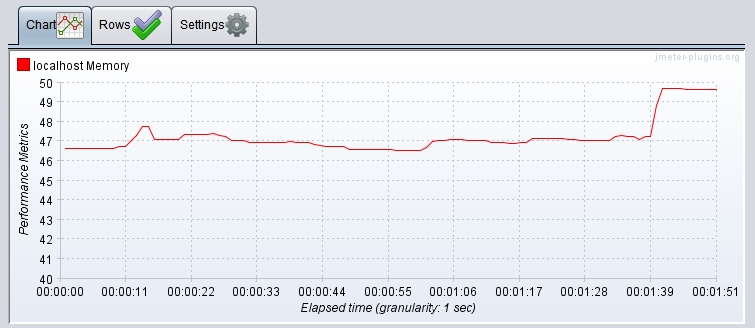 Chart Rows Settings
jmeter-plugins.org
localhost Memory
50
49
48
47
46
45
44
43
42
41
40
Performance Metrics
00:00:00 00:00:11 00:00:22 00:00:33 00:00:44 00:00:55 00:01:06 00:01:17 00:01:28 00:01:39 00:01:51
Elapsed time (granularity: 1 sec)